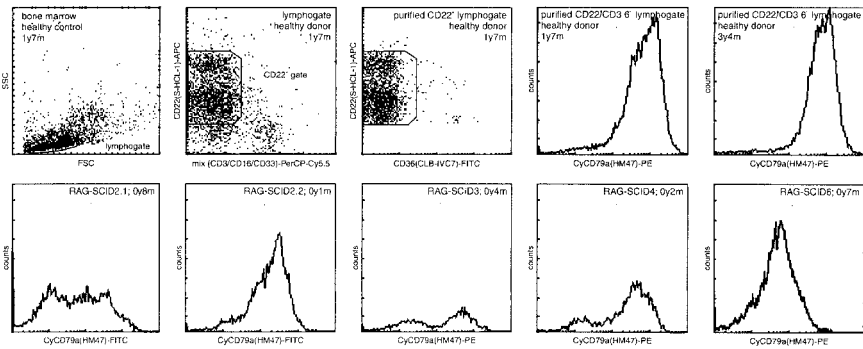 bone marrow
healthy control
1y7m
SSC
lymphogate
FSC
lymphogate
healthy donor
1y7m
CD22(S-HCL-1)-APC
CD22+ gate
mix (CD3/CD16/CD33)-PerCP-Cy5.5
purified CD22+ lymphogate
healthy donor
1y7m
CD22(S-HCL-1)-APC
CD36(CLB-IVC7)-FITC
purified CD22/CD3 6- lymphogate
healthy donor
1y7m
counts
CyCD79a(HM47)-PE
purified CD22/CD3 6- lymphogate
healthy donor
3y4m
counts
CyCD79a(HM47)-PE
RAG-SCID2.1; 0y8m
counts
CyCD79a(HM47)-FITC
RAG-SCID2.2; 0y1m
counts
CyCD79a(HM47)-FITC
RAG-SCID3; 0y4m
counts
CyCD79a(HM47)-PE
RAG-SCID4; 0y2m
counts
CyCD79a(HM47)-PE
RAG-SCID6; 0y7m
counts
CyCD79a(HM47)-PE